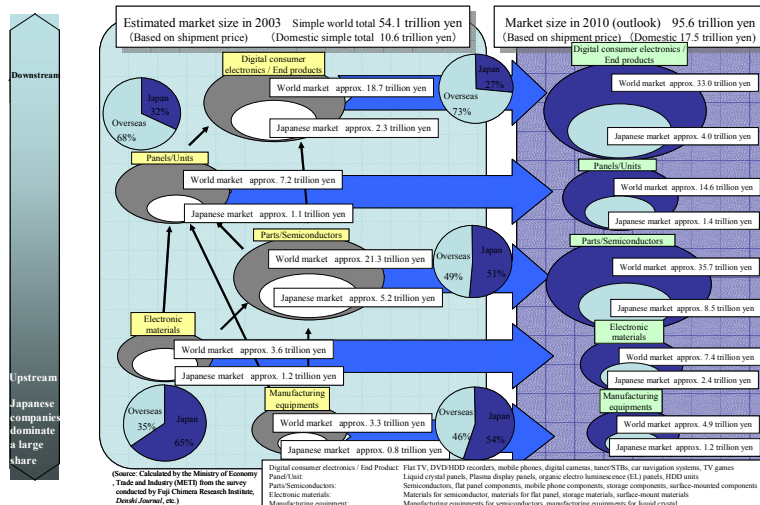 Estimated market size in 2003 Simple world total 54.1 trillion yen
(Based on shipment price) (Domestic simple total 10.6 trillion yen)
Market size in 2010 (outlook) 95.6 trillion yen
(Based on shipment price) (Domestic 17.5 trillion yen)
Downstream
Digital consumer
electronics / End products
World market approx. 18.7 trillion yen
Japanese market approx. 2.3 trillion yen
Japan
32%
Overseas
68%
Japan
27%
Overseas
73%
Digital consumer electronics /
End products
World market approx. 33.0 trillion yen
Japanese market approx. 4.0 trillion yen
Panels/Units
World market approx. 7.2 trillion yen
Japanese market approx. 1.1 trillion yen
Panels/Units
World market approx. 14.6 trillion yen
Japanese market approx. 1.4 trillion yen
Parts/Semiconductors
World market approx. 21.3 trillion yen
Japanese market approx. 5.2 trillion yen
Overseas
49%
Japan
51%
Parts/Semiconductors
World market approx. 35.7 trillion yen
Japanese market approx. 8.5 trillion yen
Electronic
materials
World market approx. 3.6 trillion yen
Japanese market approx. 1.2 trillion yen
Electronic
materials
World market approx. 7.4 trillion yen
Japanese market approx. 2.4 trillion yen
Upstream
Japanese
companies
dominate
a large
share
Overseas
35%
Japan
65%
Manufacturing
equipments
World market approx. 3.3 trillion yen
Japanese market approx. 0.8 trillion yen
Overseas
46%
Japan
54%
Manufacturing
equipments
World market approx. 4.9 trillion yen
Japanese market approx. 1.2 trillion yen
(Source: Calculated by the Ministry of Economy
, Trade and Industry (METI) from the survey
conducted by Fuji Chimera Research Institute,
Denshi Journal, etc.)
Digital consumer electronics / End Product: Flat TV, DVD/HDD recorders, mobile phones, digital cameras, tuner/STBs, car navigation systems, TV games
Panel/Unit: Liquid crystal panels, Plasma display panels, organic electro luminescence (EL) panels, HDD units
Parts/Semiconductors: Semiconductors, flat panel components, mobile phone components, storage components, surface-mounted components
Electronic materials: Materials for semiconductor, materials for flat panel, storage materials, surface-mount materials
Manufacturing equipment: Manufacturing equipments for semiconductors, manufacturing equipments for liquid crystal